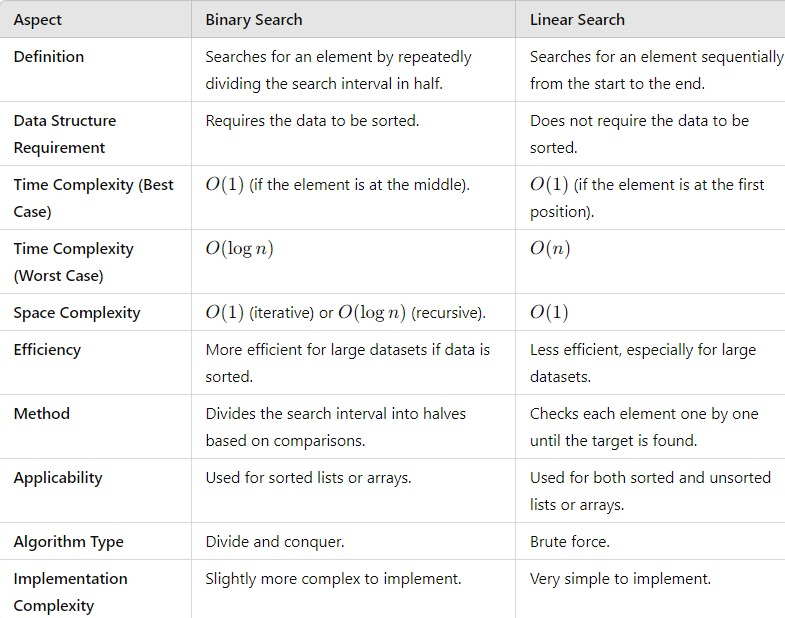 Aspect Binary Search Linear Search
Definition Searches for an element by repeatedly Searches for an element sequentially
dividing the search interval in half. from the start to the end.
Data Structure Requires the data to be sorted. Does not require the data to be
Requirement sorted.
Time Complexity (Best O(1) (if the element is at the middle). O(1) (if the element is at the first
Case) position).
Time Complexity O(log n) O(n)
(Worst Case)
Space Complexity O(1) (iterative) or O(log n) (recursive). O(1)
Efficiency More efficient for large datasets if data is Less efficient, especially for large
sorted. datasets.
Method Divides the search interval into halves Checks each element one by one
based on comparisons. until the target is found.
Applicability Used for sorted lists or arrays. Used for both sorted and unsorted
lists or arrays.
Algorithm Type Divide and conquer. Brute force.
Implementation Slightly more complex to implement. Very simple to implement.
Complexity